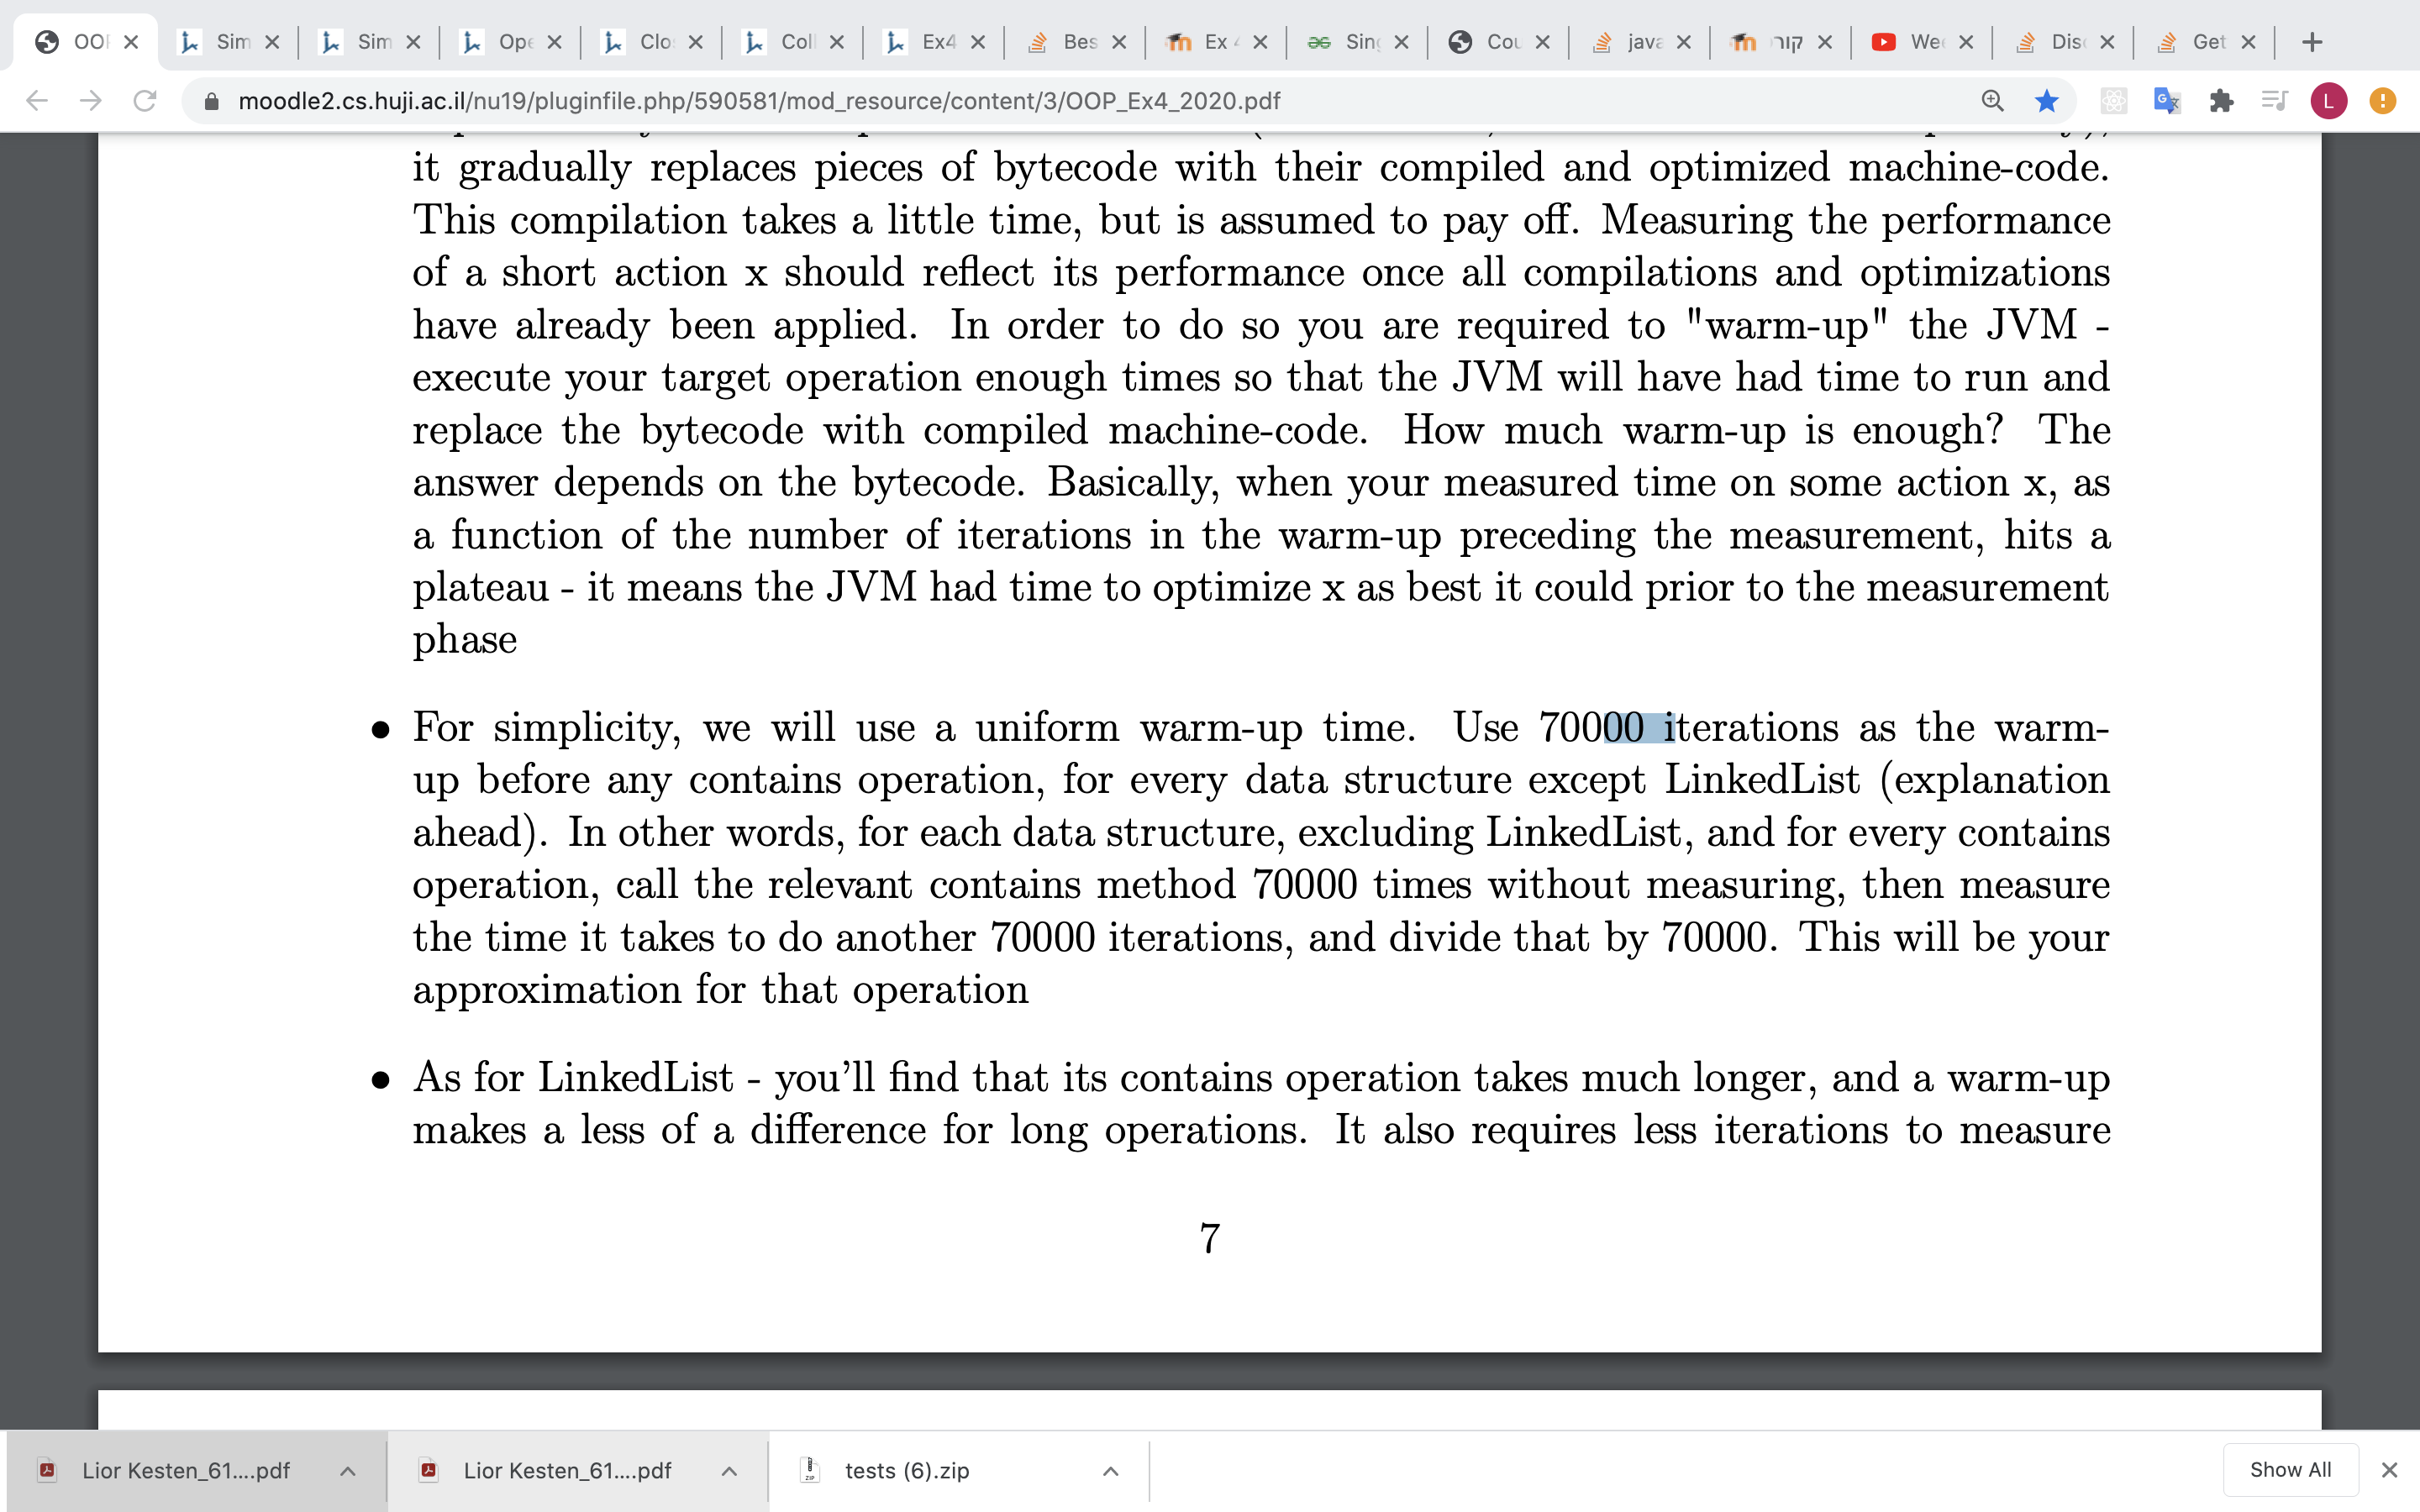 OOP
Sim
Sim
Ope
Clo
Coll
Ex4
Bes
Ex 4
Sin
Cou
java
קור
We
Dis
Get
moodle2.cs.huji.ac.il/nu19/pluginfile.php/590581/mod_resource/content/3/OOP_Ex4_2020.pdf
L
it gradually replaces pieces of bytecode with their compiled and optimized machine-code.
This compilation takes a little time, but is assumed to pay off. Measuring the performance
of a short action x should reflect its performance once all compilations and optimizations
have already been applied. In order to do so you are required to "warm-up" the JVM -
execute your target operation enough times so that the JVM will have had time to run and
replace the bytecode with compiled machine-code. How much warm-up is enough? The
answer depends on the bytecode. Basically, when your measured time on some action x, as
a function of the number of iterations in the warm-up preceding the measurement, hits a
plateau - it means the JVM had time to optimize x as best it could prior to the measurement
phase
• For simplicity, we will use a uniform warm-up time. Use 70000 iterations as the warm-
up before any contains operation, for every data structure except LinkedList (explanation
ahead). In other words, for each data structure, excluding LinkedList, and for every contains
operation, call the relevant contains method 70000 times without measuring, then measure
the time it takes to do another 70000 iterations, and divide that by 70000. This will be your
approximation for that operation
• As for LinkedList - you'll find that its contains operation takes much longer, and a warm-up
makes a less of a difference for long operations. It also requires less iterations to measure
7
Lior Kesten_61....pdf
Lior Kesten_61....pdf
tests (6).zip
Show All